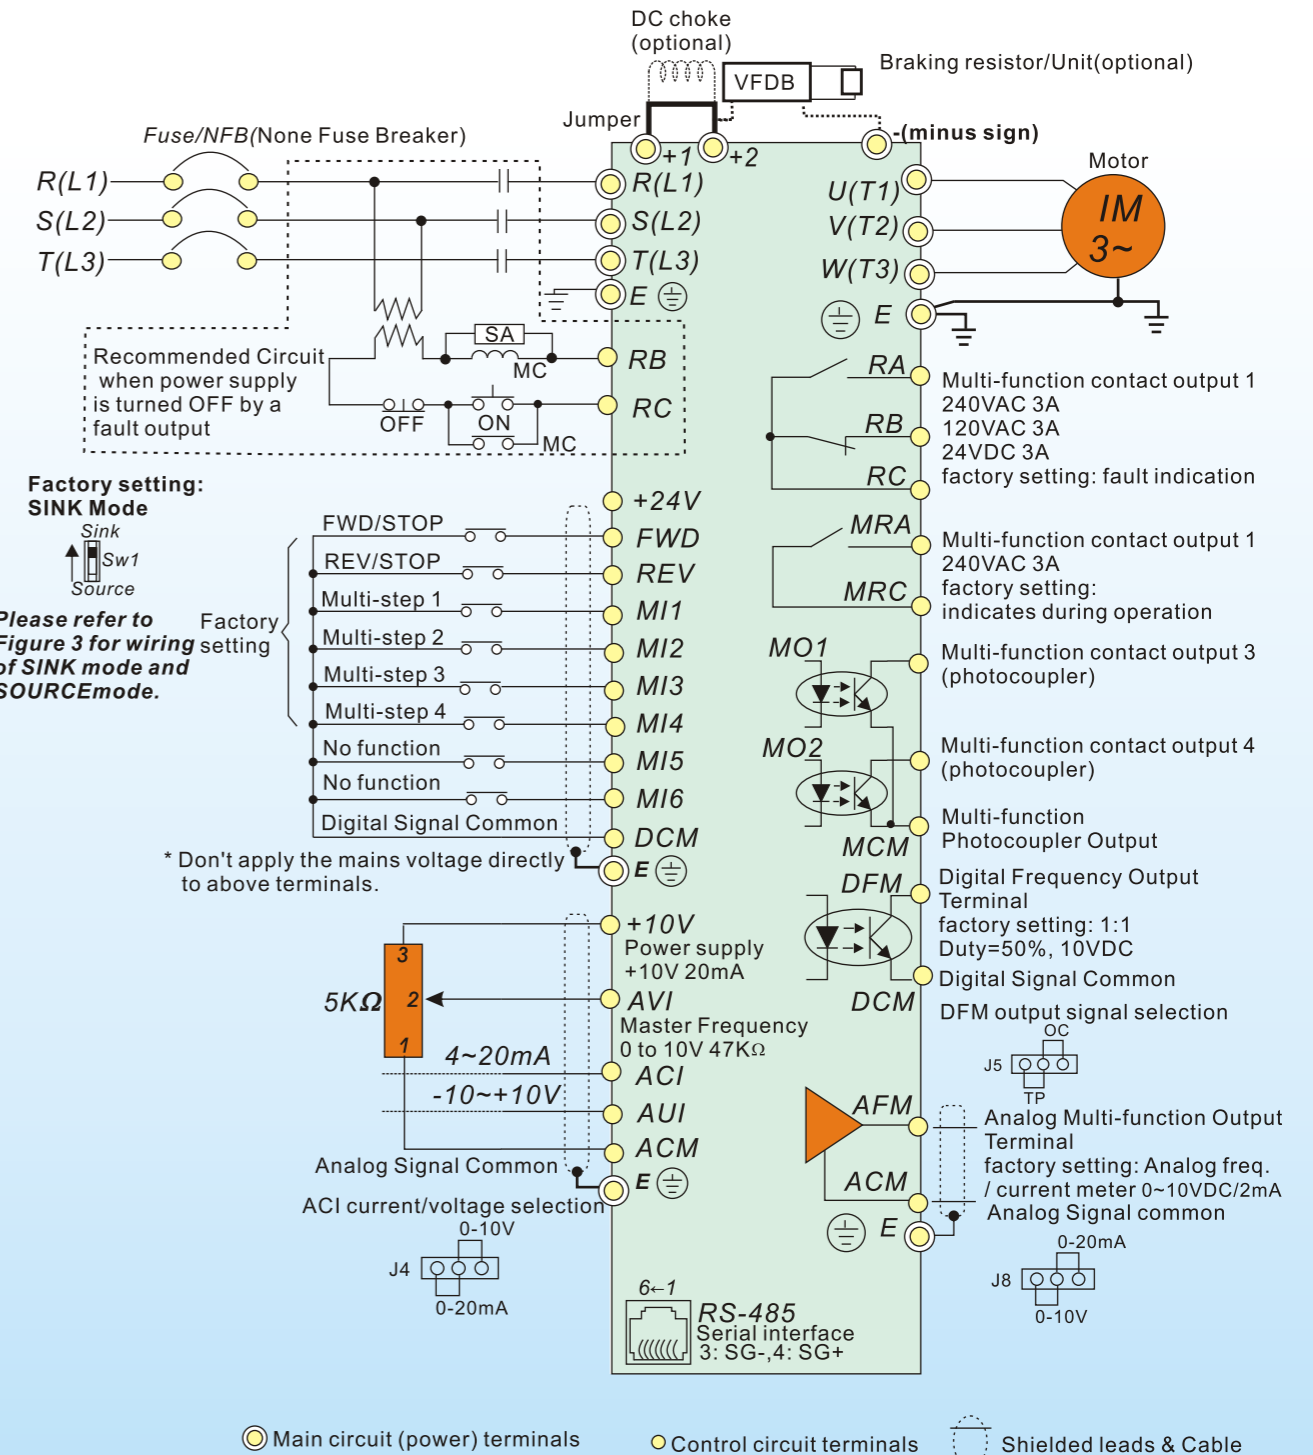 DC choke
(optional)
VFDB
Braking resistor/Unit(optional)
Jumper
+1
+2
-(minus sign)
Fuse/NFB(None Fuse Breaker)
R(L1)
S(L2)
T(L3)
R(L1)
S(L2)
T(L3)
E
U(T1)
V(T2)
W(T3)
E
Motor
IM
3~
Recommended Circuit
when power supply
is turned OFF by a
fault output
SA
MC
OFF
ON
MC
RB
RC
RA
RB
RC
Multi-function contact output 1
240VAC 3A
120VAC 3A
24VDC 3A
factory setting: fault indication
MRA
MRC
Multi-function contact output 1
240VAC 3A
factory setting:
indicates during operation
Factory setting:
SINK Mode
Sink
Sw1
Source
Please refer to
Figure 3 for wiring
of SINK mode and
SOURCEmode.
Factory
setting
FWD/STOP
REV/STOP
Multi-step 1
Multi-step 2
Multi-step 3
Multi-step 4
No function
No function
Digital Signal Common
* Don't apply the mains voltage directly
to above terminals.
+24V
FWD
REV
MI1
MI2
MI3
MI4
MI5
MI6
DCM
E
MO1
Multi-function contact output 3
(photocoupler)
MO2
Multi-function contact output 4
(photocoupler)
MCM
Multi-function
Photocoupler Output
DFM
Digital Frequency Output
Terminal
factory setting: 1:1
Duty=50%, 10VDC
DCM
Digital Signal Common
DFM output signal selection
OC
J5
TP
+10V
Power supply
+10V 20mA
3
2
1
5KΩ
AVI
Master Frequency
0 to 10V 47KΩ
4~20mA
ACI
-10~+10V
AUI
ACM
Analog Signal Common
E
ACI current/voltage selection
0-10V
J4
0-20mA
AFM
ACM
E
Analog Multi-function Output
Terminal
factory setting: Analog freq.
/ current meter 0~10VDC/2mA
Analog Signal common
0-20mA
J8
0-10V
6←1
RS-485
Serial interface
3: SG-,4: SG+
Main circuit (power) terminals
Control circuit terminals
Shielded leads & Cable